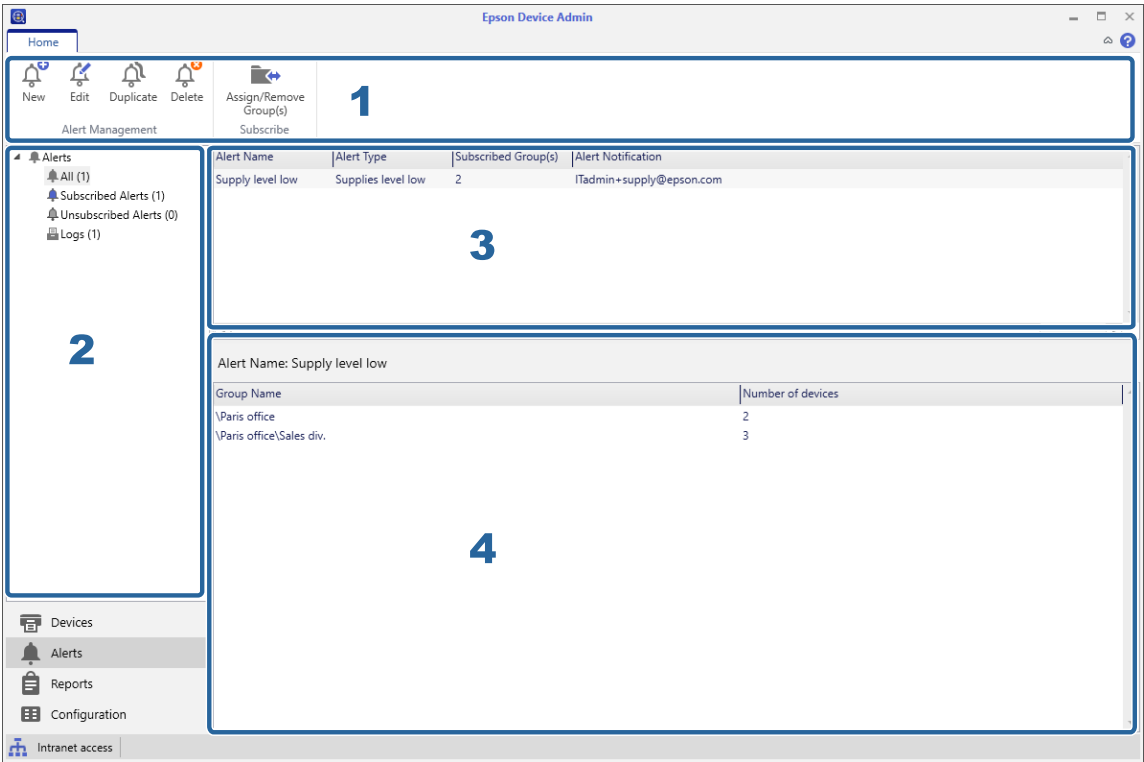 Epson Device Admin
Home
New Edit Duplicate Delete Assign/Remove Group(s)
Alert Management Subscribe
1
Alerts
All (1)
Subscribed Alerts (1)
Unsubscribed Alerts (0)
Logs (1)
2
Alert Name Alert Type Subscribed Group(s) Alert Notification
Supply level low Supplies level low 2 ITadmin+supply@epson.com
3
Alert Name: Supply level low
Group Name Number of devices
\Paris office 2
\Paris office\Sales div. 3
4
Devices
Alerts
Reports
Configuration
Intranet access